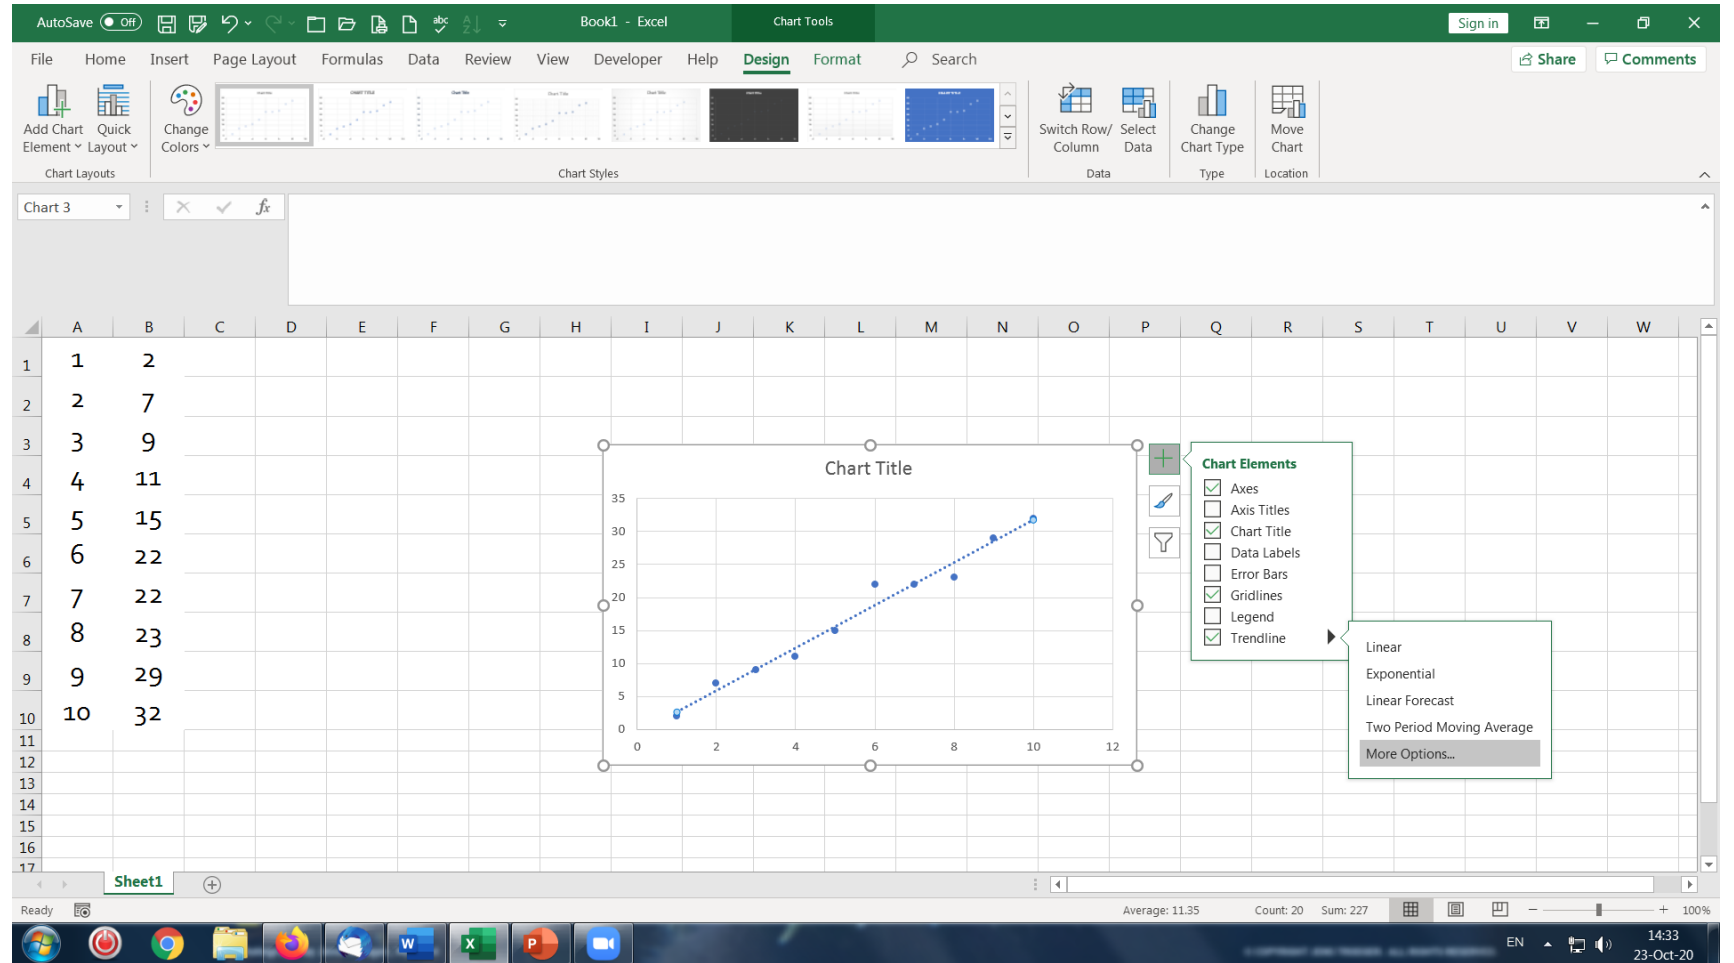 AutoSave Off Book1 - Excel Chart Tools Sign in
File Home Insert Page Layout Formulas Data Review View Developer Help Design Format Search Share Comments
Add Chart Element Quick Layout Change Colors Switch Row/ Column Select Data Change Chart Type Move Chart
Chart Layouts Chart Styles Data Type Location
Chart 3 fx
A B C D E F G H I J K L M N O P Q R S T U V W
1 1 2
2 2 7
3 3 9
4 4 11
5 5 15
6 6 22
7 7 22
8 8 23
9 9 29
10 10 32
11
12
13
14
15
16
17
Chart Title
35
30
25
20
15
10
5
0
0 2 4 6 8 10 12
Chart Elements
Axes
Axis Titles
Chart Title
Data Labels
Error Bars
Gridlines
Legend
Trendline
Linear
Exponential
Linear Forecast
Two Period Moving Average
More Options...
Sheet1
Ready Average: 11.35 Count: 20 Sum: 227 100%
EN 14:33
23-Oct-20